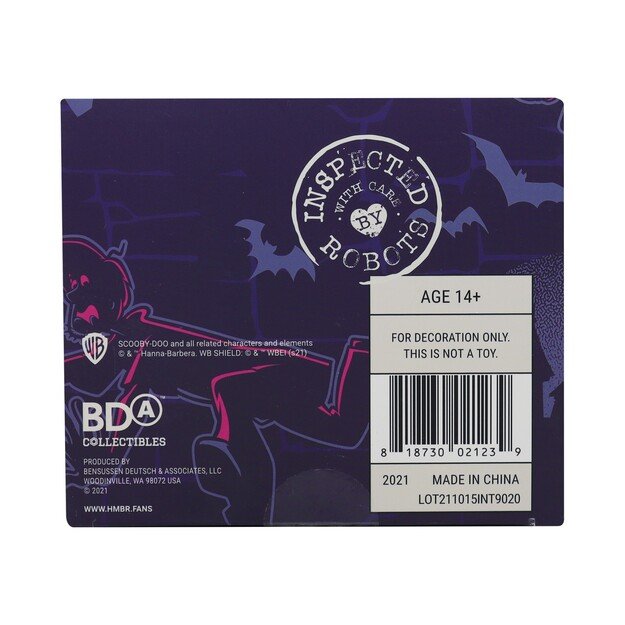 INSPECTED
WITH CARE
BY
ROBOTS
AGE 14+
FOR DECORATION ONLY.
THIS IS NOT A TOY.
8 18730 02123 9
2021 MADE IN CHINA
LOT211015INT9020
WB
SCOOBY-DOO and all related characters and elements
© & ™ Hanna-Barbera. WB SHIELD: © & ™ WBEI (s21)
BDA™
COLLECTIBLES
PRODUCED BY
BENSUSSEN DEUTSCH & ASSOCIATES, LLC
WOODINVILLE, WA 98072 USA
© 2021
WWW.HMBR.FANS